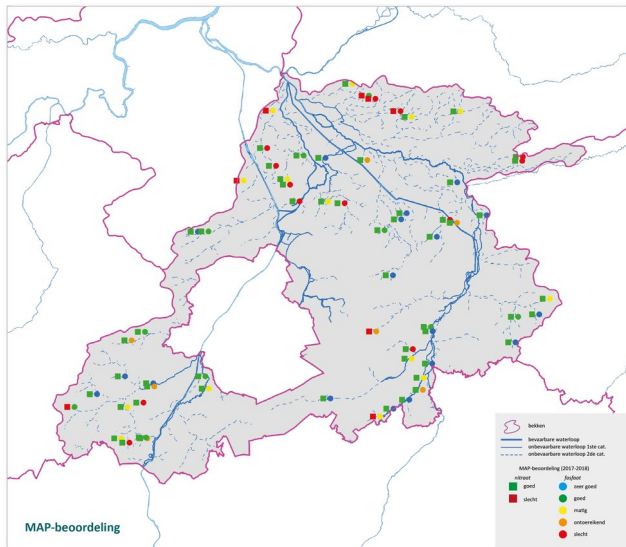 bekken
bevaarbare waterloop
onbevaarbare waterloop 1ste cat.
onbevaarbare waterloop 2de cat.
MAP-beoordeling (2017-2018)
nitraat fosfaat
goed zeer goed
slecht goed
matig
ontoereikend
slecht
MAP-beoordeling